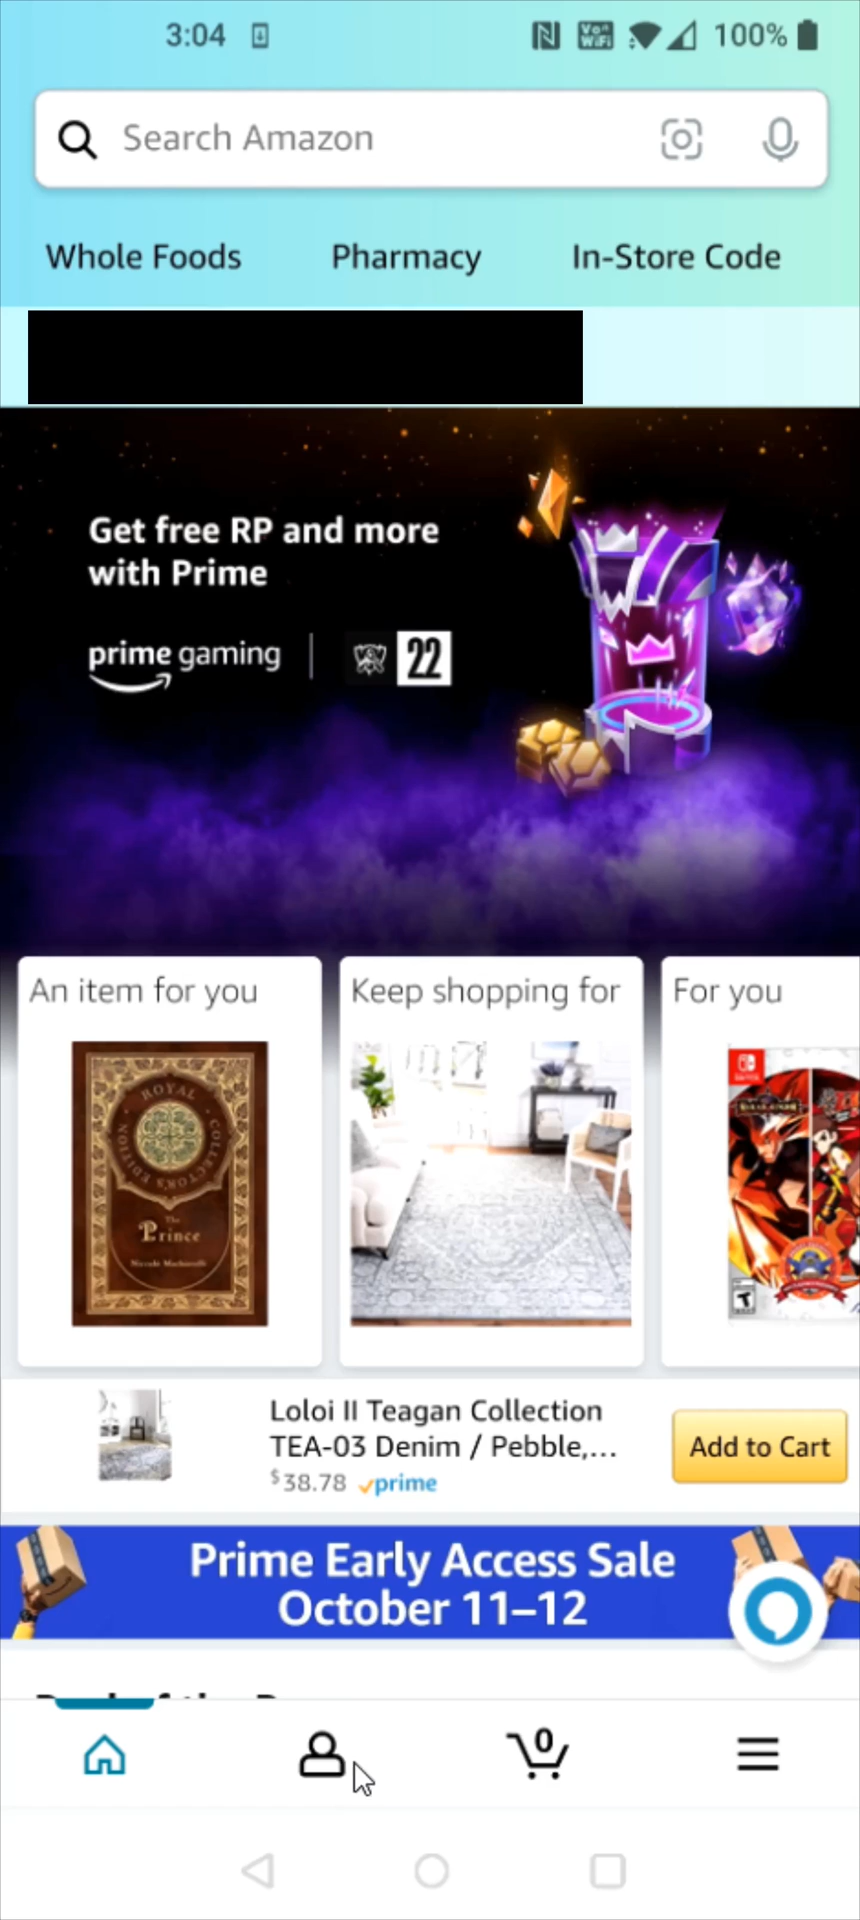 3:04
Vo
WiFi
100%
Search Amazon
Whole Foods
Pharmacy
In-Store Code
Get free RP and more
with Prime
prime gaming
22
An item for you
Keep shopping for
For you
ROYAL
COLLECTOR'S EDITION
The
Prince
Niccolò Machiavelli
T
Loloi II Teagan Collection
TEA-03 Denim / Pebble,...
$38.78 prime
Add to Cart
Prime Early Access Sale
October 11–12
0